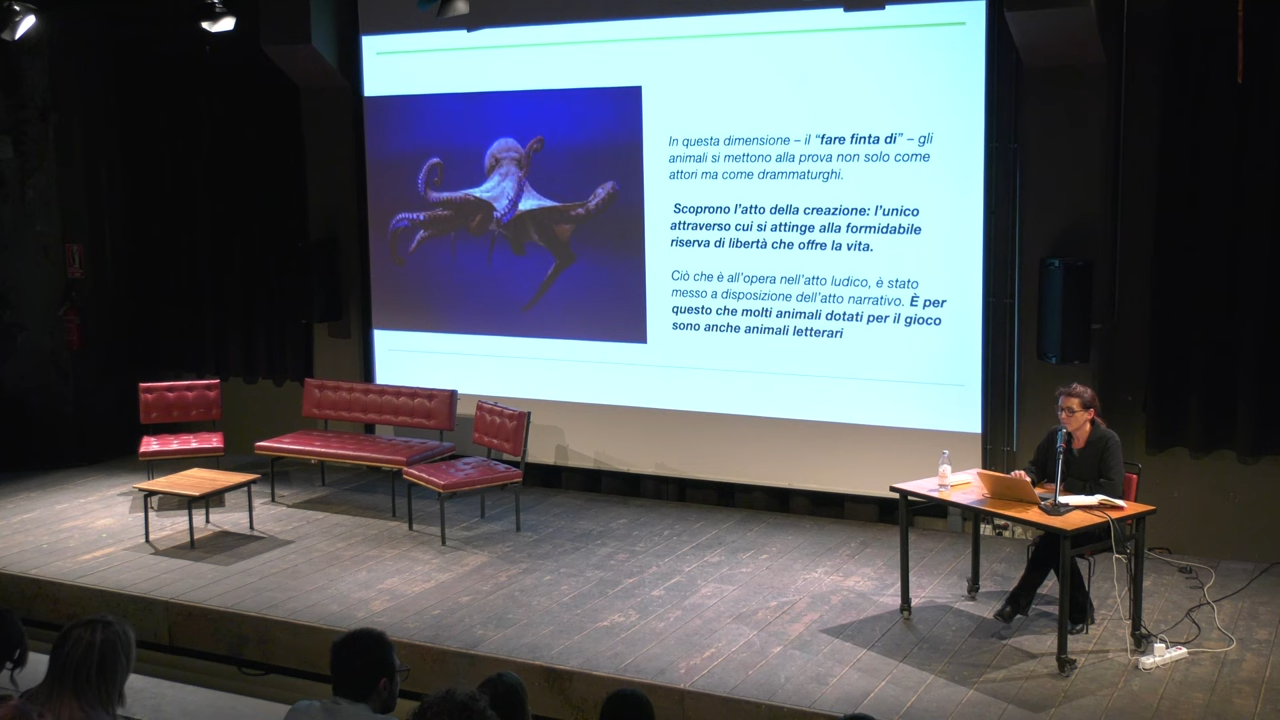 In questa dimensione – il “fare finta di” – gli
animali si mettono alla prova non solo come
attori ma come drammaturghi.
Scoprono l’atto della creazione: l’unico
attraverso cui si attinge alla formidabile
riserva di libertà che offre la vita.
Ciò che è all’opera nell’atto ludico, è stato
messo a disposizione dell’atto narrativo. È per
questo che molti animali dotati per il gioco
sono anche animali letterari